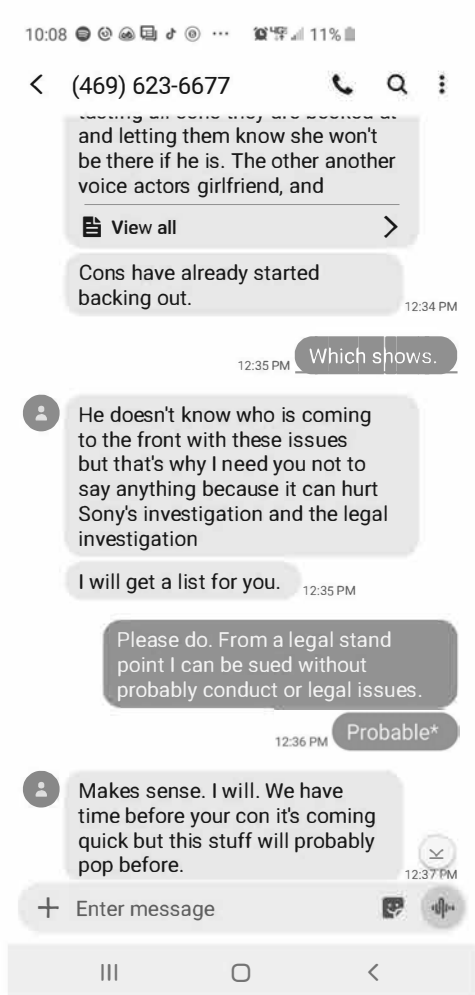 10:08
11%
(469) 623-6677
and letting them know she won't
be there if he is. The other another
voice actors girlfriend, and
View all
Cons have already started
backing out.
12:34 PM
Which shows.
12:35 PM
He doesn't know who is coming
to the front with these issues
but that's why I need you not to
say anything because it can hurt
Sony's investigation and the legal
investigation
I will get a list for you.
12:35 PM
Please do. From a legal stand
point I can be sued without
probably conduct or legal issues.
Probable*
12:36 PM
Makes sense. I will. We have
time before your con it's coming
quick but this stuff will probably
pop before.
12:37 PM
Enter message